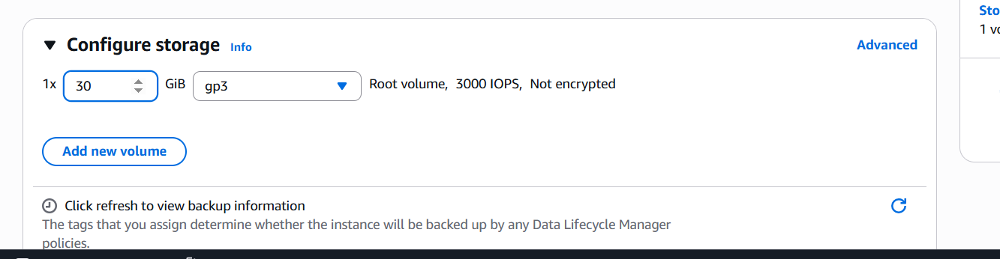 Configure storage Info
Advanced
1x 30 GiB gp3 Root volume, 3000 IOPS, Not encrypted
Add new volume
Click refresh to view backup information
The tags that you assign determine whether the instance will be backed up by any Data Lifecycle Manager
policies.
Sto
1 vo